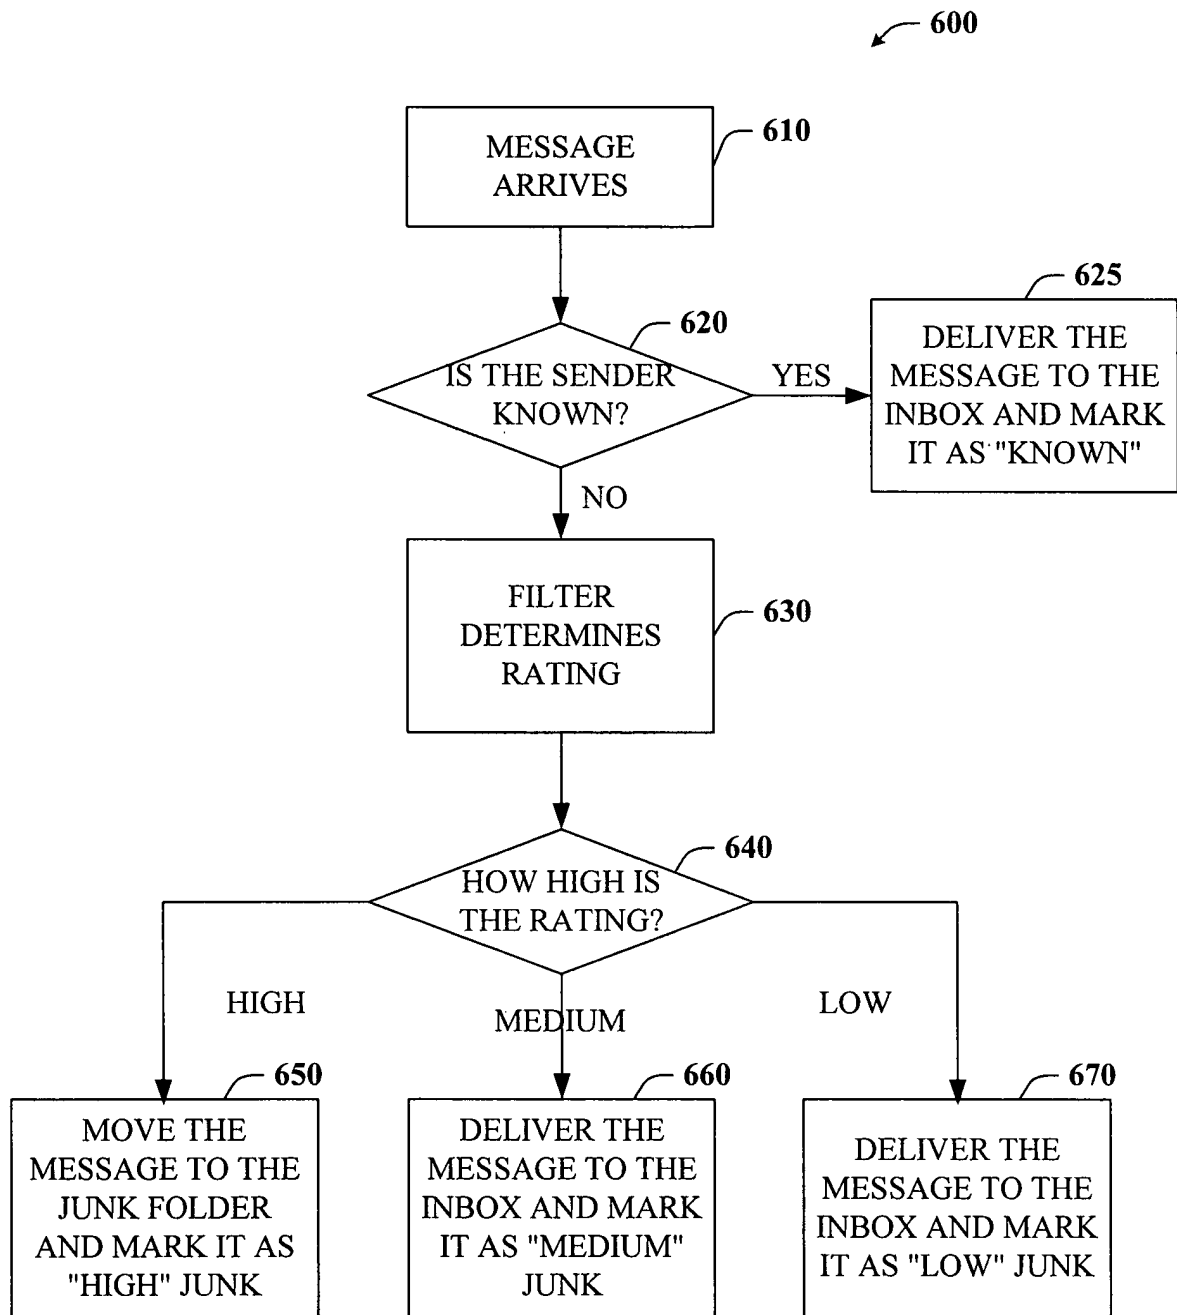 600
MESSAGE
ARRIVES
610
IS THE SENDER
KNOWN?
620
YES
625
DELIVER THE
MESSAGE TO THE
INBOX AND MARK
IT AS "KNOWN"
NO
FILTER
DETERMINES
RATING
630
HOW HIGH IS
THE RATING?
640
HIGH
MEDIUM
LOW
650
MOVE THE
MESSAGE TO THE
JUNK FOLDER
AND MARK IT AS
"HIGH" JUNK
660
DELIVER THE
MESSAGE TO THE
INBOX AND MARK
IT AS "MEDIUM"
JUNK
670
DELIVER THE
MESSAGE TO THE
INBOX AND MARK
IT AS "LOW" JUNK